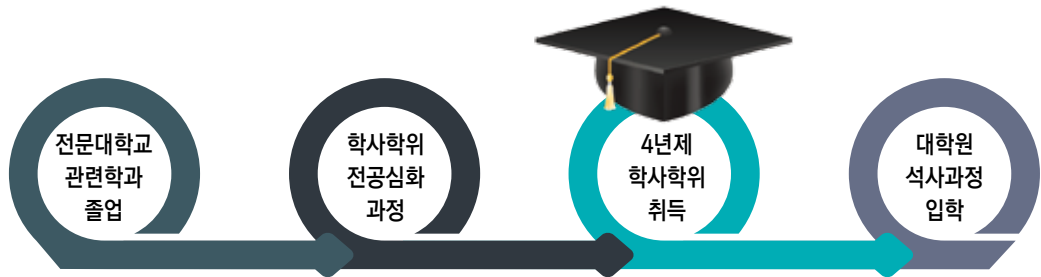 전문대학교
관련학과
졸업
학사학위
전공심화
과정
4년제
학사학위
취득
대학원
석사과정
입학